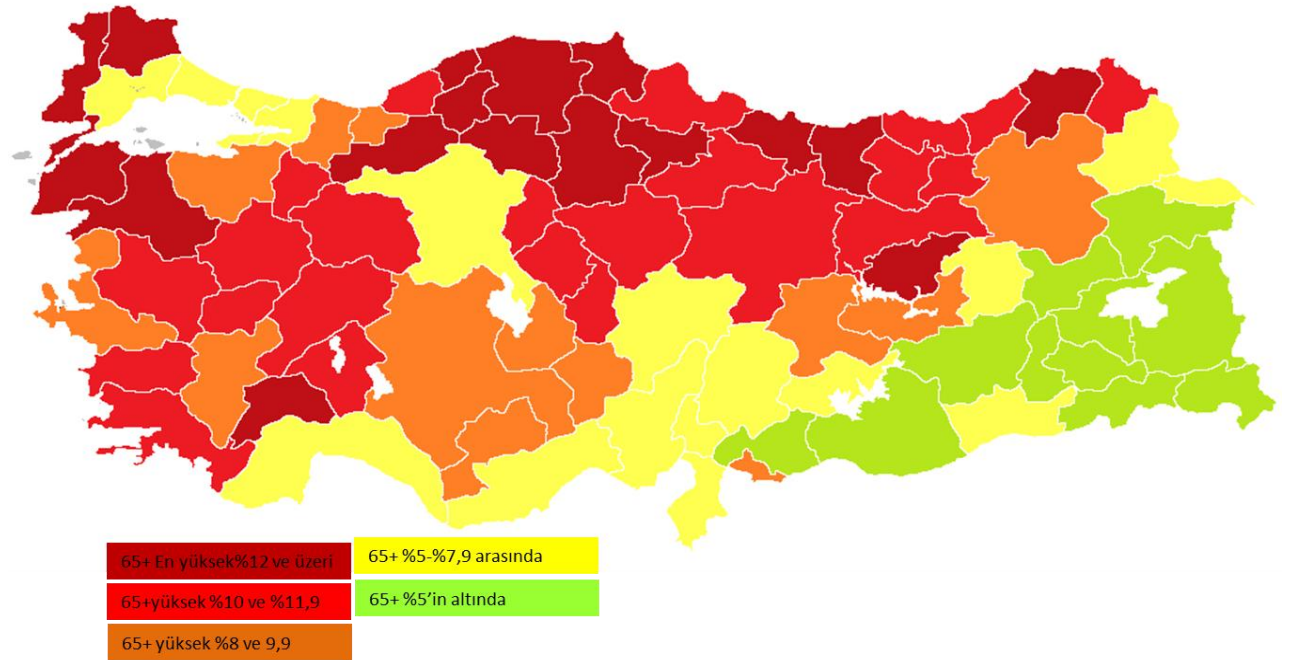 65+ En yüksek%12 ve üzeri
65+yüksek %10 ve %11,9
65+ yüksek %8 ve 9,9
65+ %5-%7,9 arasında
65+ %5’in altında